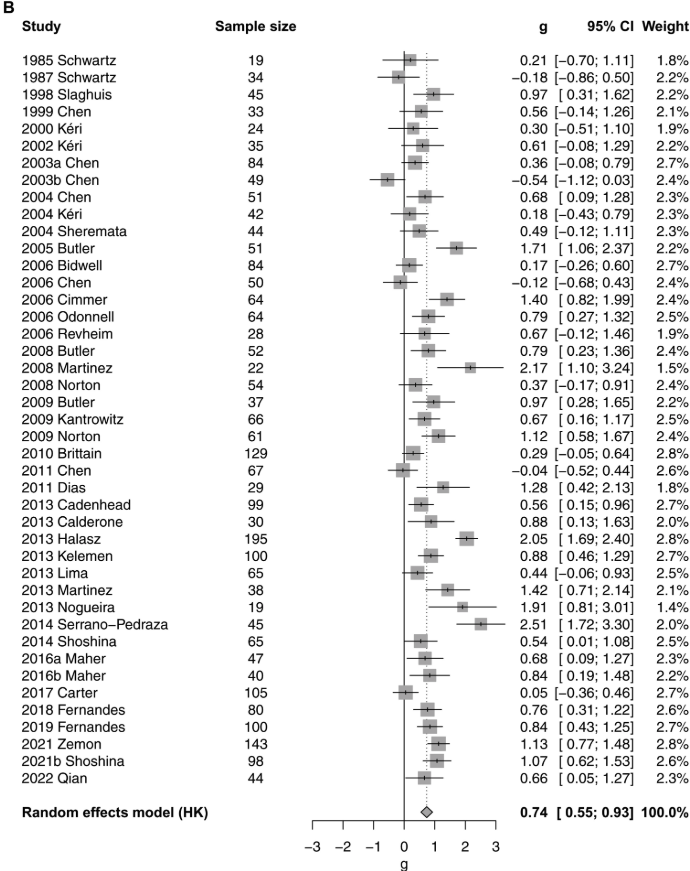 B
Study Sample size g 95% CI Weight
1985 Schwartz 19 0.21 [−0.70; 1.11] 1.8%
1987 Schwartz 34 −0.18 [−0.86; 0.50] 2.2%
1998 Slaghuis 45 0.97 [ 0.31; 1.62] 2.2%
1999 Chen 33 0.56 [−0.14; 1.26] 2.1%
2000 Kéri 24 0.30 [−0.51; 1.10] 1.9%
2002 Kéri 35 0.61 [−0.08; 1.29] 2.2%
2003a Chen 84 0.36 [−0.08; 0.79] 2.7%
2003b Chen 49 −0.54 [−1.12; 0.03] 2.4%
2004 Chen 51 0.68 [ 0.09; 1.28] 2.3%
2004 Kéri 42 0.18 [−0.43; 0.79] 2.3%
2004 Sheremata 44 0.49 [−0.12; 1.11] 2.3%
2005 Butler 51 1.71 [ 1.06; 2.37] 2.2%
2006 Bidwell 84 0.17 [−0.26; 0.60] 2.7%
2006 Chen 50 −0.12 [−0.68; 0.43] 2.4%
2006 Cimmer 64 1.40 [ 0.82; 1.99] 2.4%
2006 Odonnell 64 0.79 [ 0.27; 1.32] 2.5%
2006 Revheim 28 0.67 [−0.12; 1.46] 1.9%
2008 Butler 52 0.79 [ 0.23; 1.36] 2.4%
2008 Martinez 22 2.17 [ 1.10; 3.24] 1.5%
2008 Norton 54 0.37 [−0.17; 0.91] 2.4%
2009 Butler 37 0.97 [ 0.28; 1.65] 2.2%
2009 Kantrowitz 66 0.67 [ 0.16; 1.17] 2.5%
2009 Norton 61 1.12 [ 0.58; 1.67] 2.4%
2010 Brittain 129 0.29 [−0.05; 0.64] 2.8%
2011 Chen 67 −0.04 [−0.52; 0.44] 2.6%
2011 Dias 29 1.28 [ 0.42; 2.13] 1.8%
2013 Cadenhead 99 0.56 [ 0.15; 0.96] 2.7%
2013 Calderone 30 0.88 [ 0.13; 1.63] 2.0%
2013 Halasz 195 2.05 [ 1.69; 2.40] 2.8%
2013 Kelemen 100 0.88 [ 0.46; 1.29] 2.7%
2013 Lima 65 0.44 [−0.06; 0.93] 2.5%
2013 Martinez 38 1.42 [ 0.71; 2.14] 2.1%
2013 Nogueira 19 1.91 [ 0.81; 3.01] 1.4%
2014 Serrano−Pedraza 45 2.51 [ 1.72; 3.30] 2.0%
2014 Shoshina 65 0.54 [ 0.01; 1.08] 2.5%
2016a Maher 47 0.68 [ 0.09; 1.27] 2.3%
2016b Maher 40 0.84 [ 0.19; 1.48] 2.2%
2017 Carter 105 0.05 [−0.36; 0.46] 2.7%
2018 Fernandes 80 0.76 [ 0.31; 1.22] 2.6%
2019 Fernandes 100 0.84 [ 0.43; 1.25] 2.7%
2021 Zemon 143 1.13 [ 0.77; 1.48] 2.8%
2021b Shoshina 98 1.07 [ 0.62; 1.53] 2.6%
2022 Qian 44 0.66 [ 0.05; 1.27] 2.3%
Random effects model (HK) 0.74 [ 0.55; 0.93] 100.0%
−3 −2 −1 0 1 2 3
g